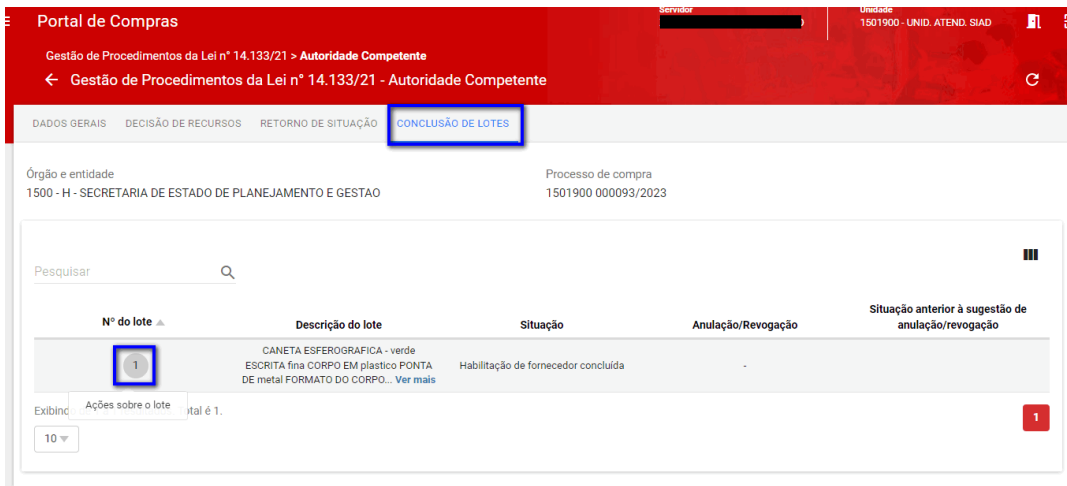 Portal de Compras
Servidor
Unidade
1501900 - UNID. ATEND. SIAD
Gestão de Procedimentos da Lei n° 14.133/21 > Autoridade Competente
Gestão de Procedimentos da Lei n° 14.133/21 - Autoridade Competente
DADOS GERAIS DECISÃO DE RECURSOS RETORNO DE SITUAÇÃO CONCLUSÃO DE LOTES
Órgão e entidade
1500 - H - SECRETARIA DE ESTADO DE PLANEJAMENTO E GESTAO
Processo de compra
1501900 000093/2023
Pesquisar
Nº do lote
Descrição do lote
Situação
Anulação/Revogação
Situação anterior à sugestão de
anulação/revogação
1
CANETA ESFEROGRAFICA - verde
ESCRITA fina CORPO EM plastico PONTA
DE metal FORMATO DO CORPO... Ver mais
Habilitação de fornecedor concluída
-
Ações sobre o lote
é 1.
1
10